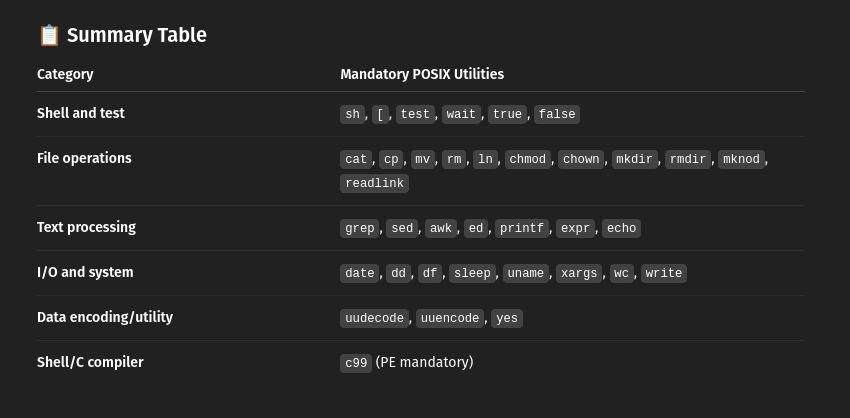 📋 Summary Table
Category Mandatory POSIX Utilities
Shell and test sh, [, test, wait, true, false
File operations cat, cp, mv, rm, ln, chmod, chown, mkdir, rmdir, mknod,
readlink
Text processing grep, sed, awk, ed, printf, expr, echo
I/O and system date, dd, df, sleep, uname, xargs, wc, write
Data encoding/utility uudecode, uuencode, yes
Shell/C compiler c99 (PE mandatory)